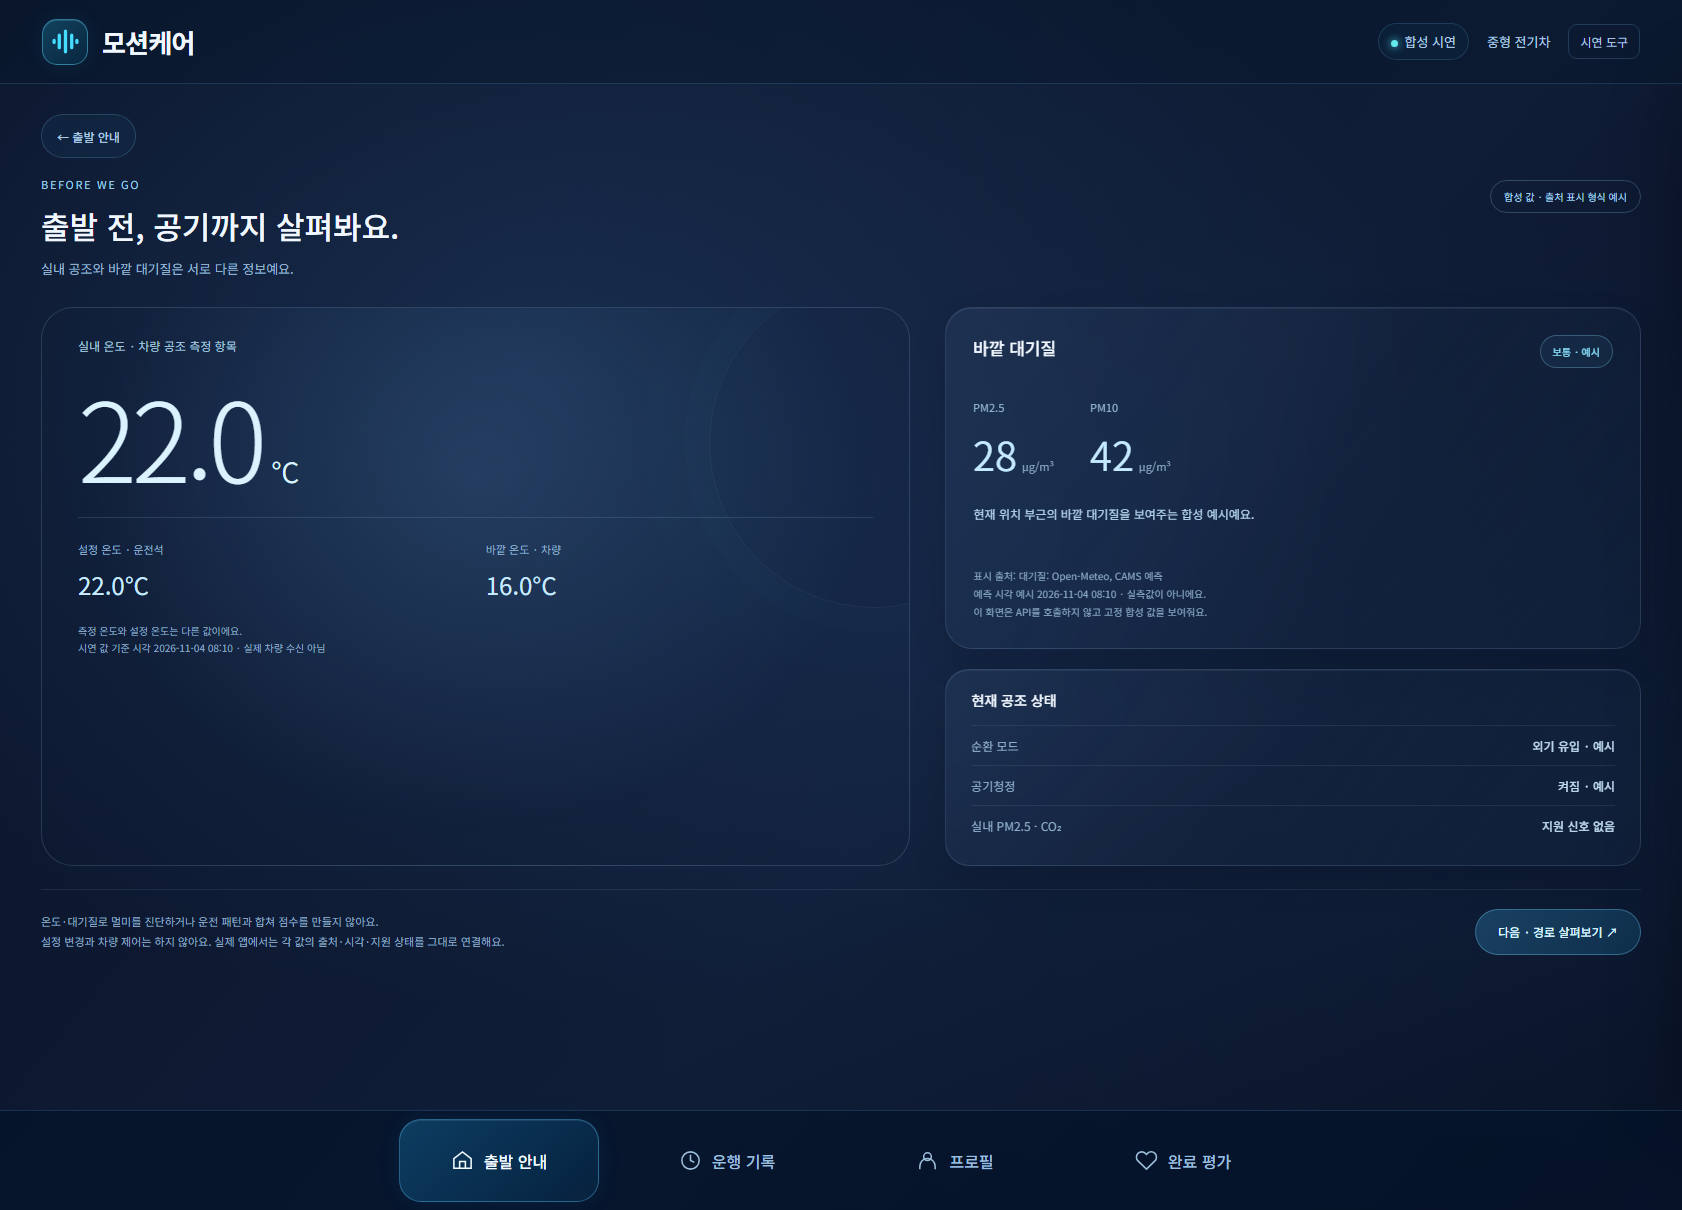 모션케어
합성 시연
중형 전기차
시연 도구
← 출발 안내
BEFORE WE GO
출발 전, 공기까지 살펴봐요.
실내 공조와 바깥 대기질은 서로 다른 정보예요.
합성 값 · 출처 표시 형식 예시
실내 온도 · 차량 공조 측정 항목
22.0 °C
설정 온도 · 운전석
22.0°C
바깥 온도 · 차량
16.0°C
측정 온도와 설정 온도는 다른 값이에요.
시연 값 기준 시각 2026-11-04 08:10 · 실제 차량 수신 아님
바깥 대기질
보통 · 예시
PM2.5
28 μg/m³
PM10
42 μg/m³
현재 위치 부근의 바깥 대기질을 보여주는 합성 예시예요.
표시 출처: 대기질: Open-Meteo, CAMS 예측
예측 시각 예시 2026-11-04 08:10 · 실측값이 아니에요.
이 화면은 API를 호출하지 않고 고정 합성 값을 보여줘요.
현재 공조 상태
순환 모드
외기 유입 · 예시
공기청정
켜짐 · 예시
실내 PM2.5 · CO₂
지원 신호 없음
온도·대기질로 멀미를 진단하거나 운전 패턴과 합쳐 점수를 만들지 않아요.
설정 변경과 차량 제어는 하지 않아요. 실제 앱에서는 각 값의 출처·시각·지원 상태를 그대로 연결해요.
다음 · 경로 살펴보기 ↗
출발 안내
운행 기록
프로필
완료 평가